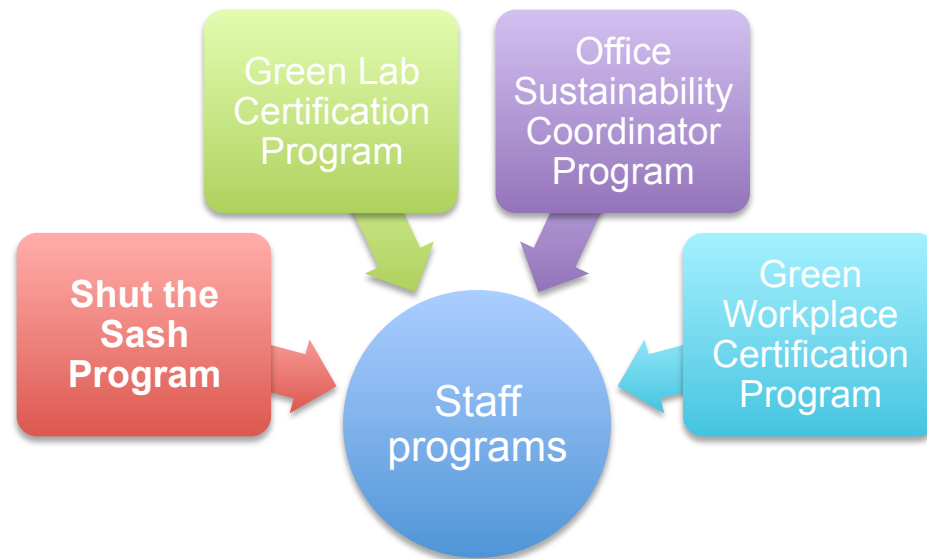 Green Lab
Certification
Program
Office
Sustainability
Coordinator
Program
Shut the
Sash
Program
Green
Workplace
Certification
Program
Staff
programs